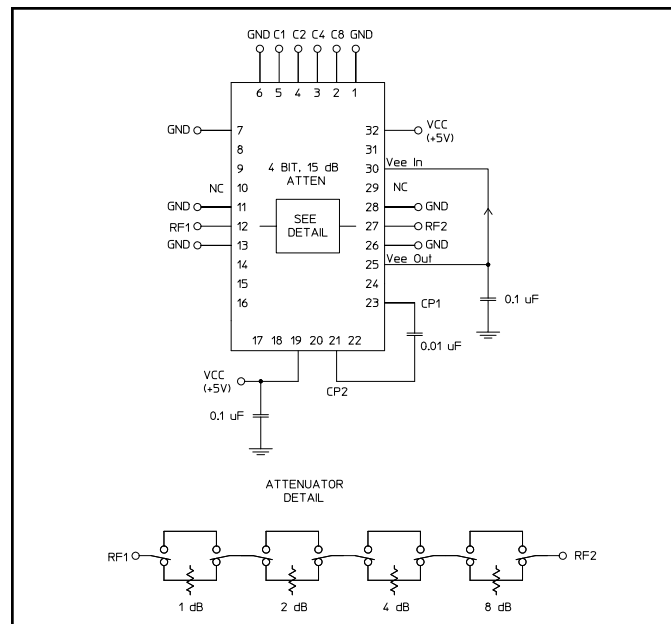 GND C1 C2 C4 C8 GND
6 5 4 3 2 1
GND 7 32 VCC
(+5V)
8 31
9 30 Vee In
4 BIT, 15 dB
ATTEN
NC 10 29 NC
GND 11 28 GND
RF1 12 SEE
DETAIL 27 RF2
GND 13 26 GND
14 25 Vee Out
15 24
16 23 CP1
0.1 uF
17 18 19 20 21 22
0.01 uF
VCC
(+5V)
CP2
0.1 uF
ATTENUATOR
DETAIL
RF1 RF2
1 dB 2 dB 4 dB 8 dB